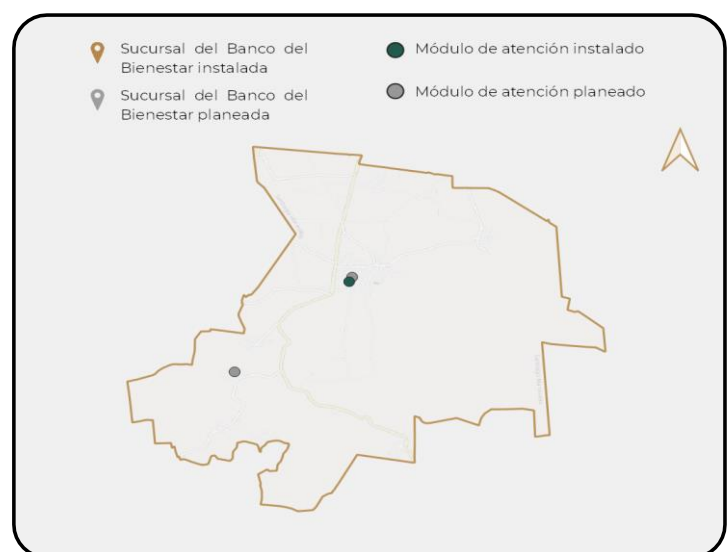 Sucursal del Banco del
Bienestar instalada
Sucursal del Banco del
Bienestar planeada
Módulo de atención instalado
Módulo de atención planeado